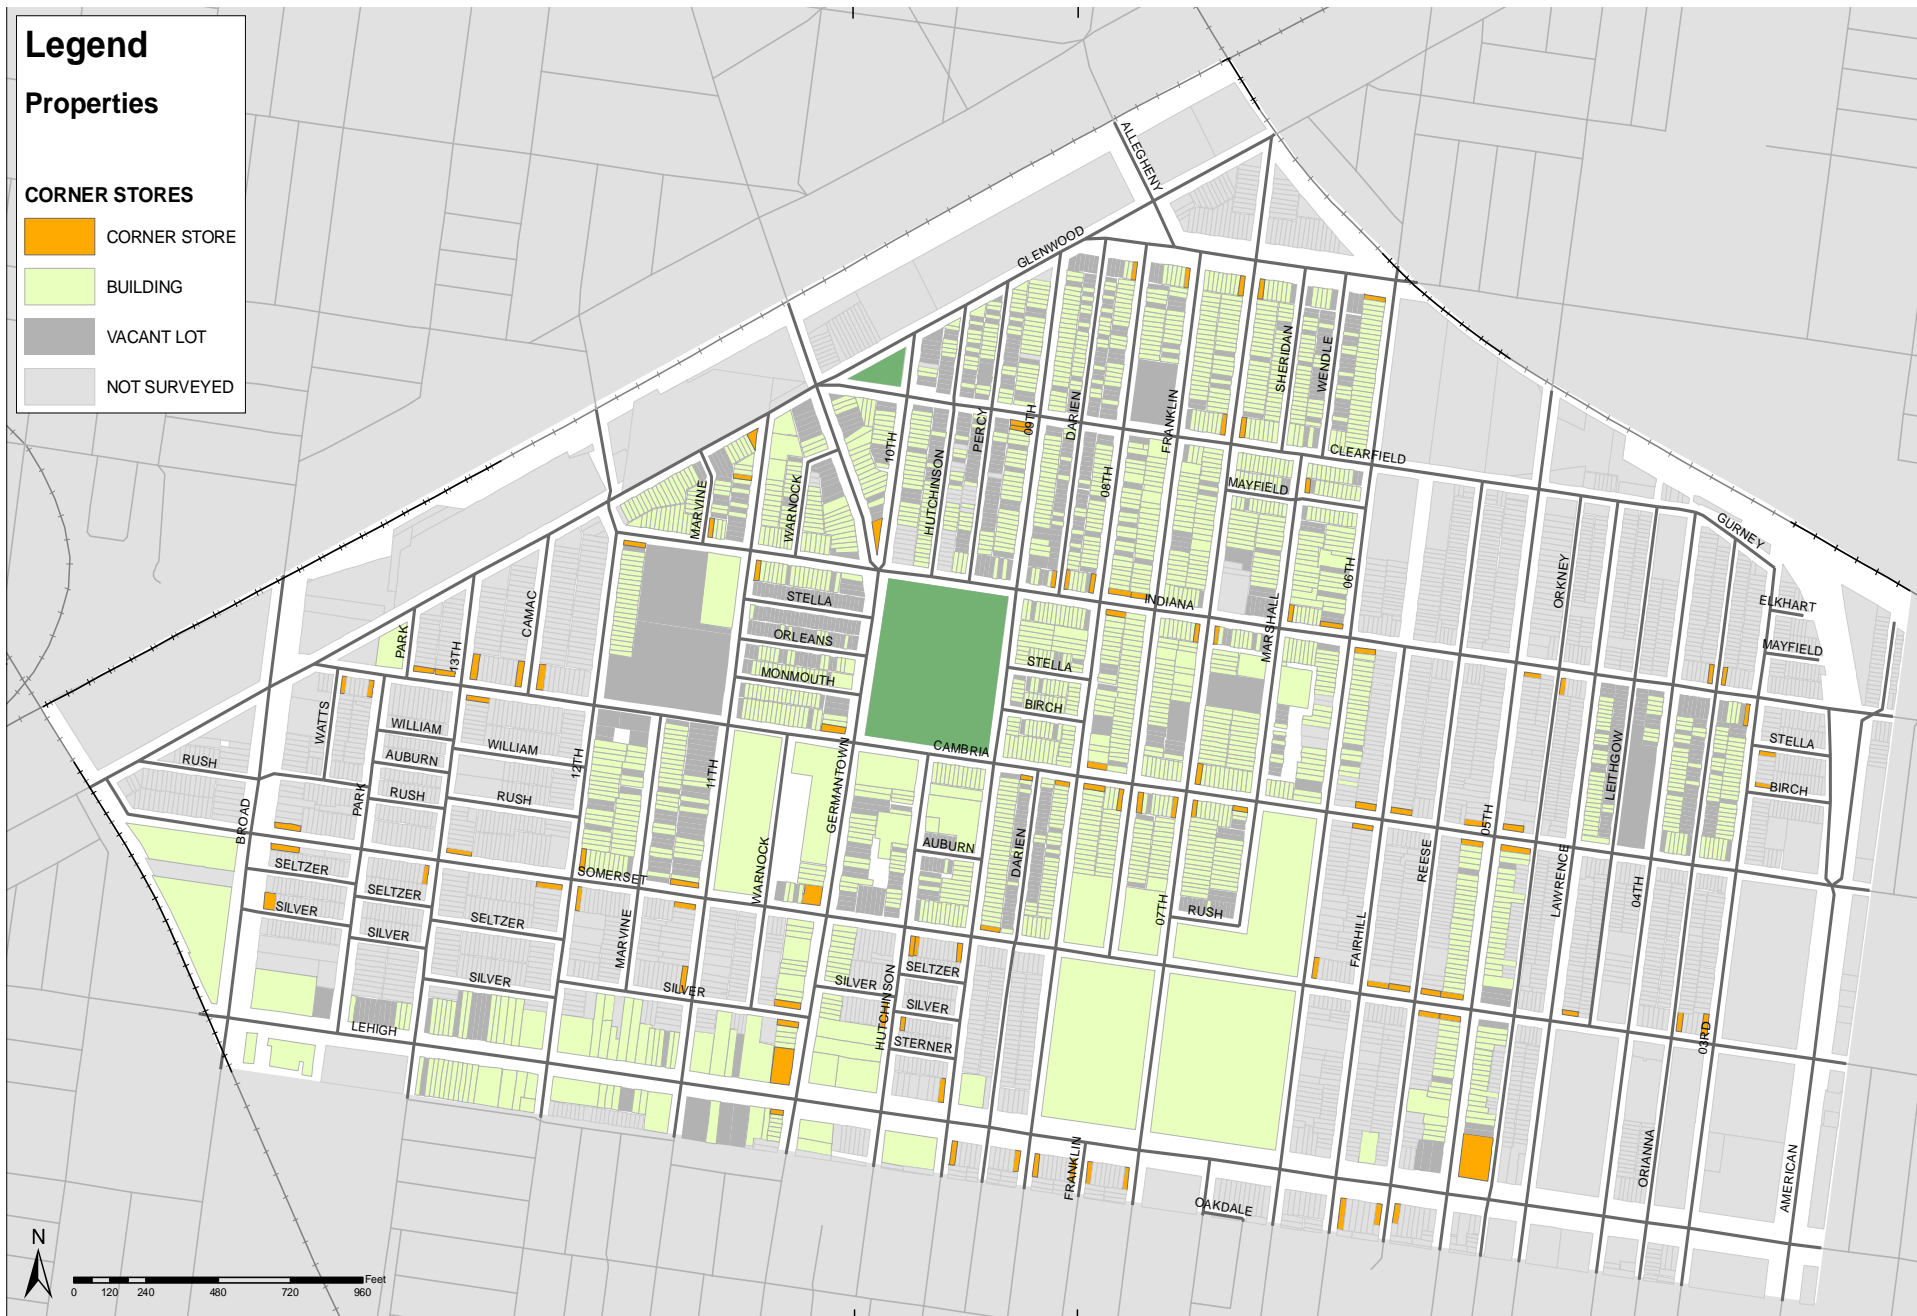 Legend
Properties
CORNER STORES
CORNER STORE
BUILDING
VACANT LOT
NOT SURVEYED
ALLEGHENY
GLENWOOD
SHERIDAN
WENDLE
FRANKLIN
DARIEN
09TH
PERCY
10TH
HUTCHINSON
CLEARFIELD
MAYFIELD
08TH
MARVINE
WARNOCK
GURNEY
ORKNEY
06TH
ELKHART
MAYFIELD
INDIANA
MARSHALL
STELLA
ORLEANS
MONMOUTH
CAMAC
PARK
13TH
STELLA
BIRCH
CAMBRIA
WATTS
WILLIAM
AUBURN
RUSH
WILLIAM
RUSH
RUSH
PARK
BROAD
12TH
11TH
GERMANTOWN
WARNOCK
AUBURN
DARIEN
LEITHGOW
STELLA
BIRCH
05TH
REESE
LAWRENCE
04TH
SOMERSET
SELTZER
SELTZER
SELTZER
SILVER
SILVER
SILVER
MARVINE
SILVER
07TH
RUSH
FAIRHILL
SILVER
SELTZER
SILVER
STERNER
HUTCHINSON
LEHIGH
03RD
FRANKLIN
OAKDALE
ORIANNA
AMERICAN
N
Feet
0 120 240 480 720 960